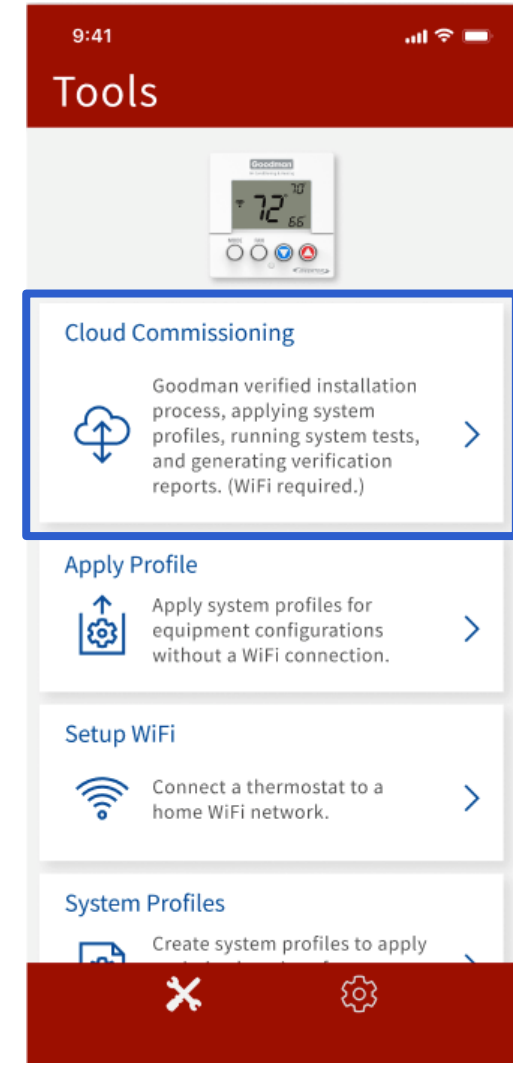 9:41
Tools
Goodman
72
70
66
MODE
FAN
Cloud Commissioning
Goodman verified installation
process, applying system
profiles, running system tests,
and generating verification
reports. (WiFi required.)
Apply Profile
Apply system profiles for
equipment configurations
without a WiFi connection.
Setup WiFi
Connect a thermostat to a
home WiFi network.
System Profiles
Create system profiles to apply